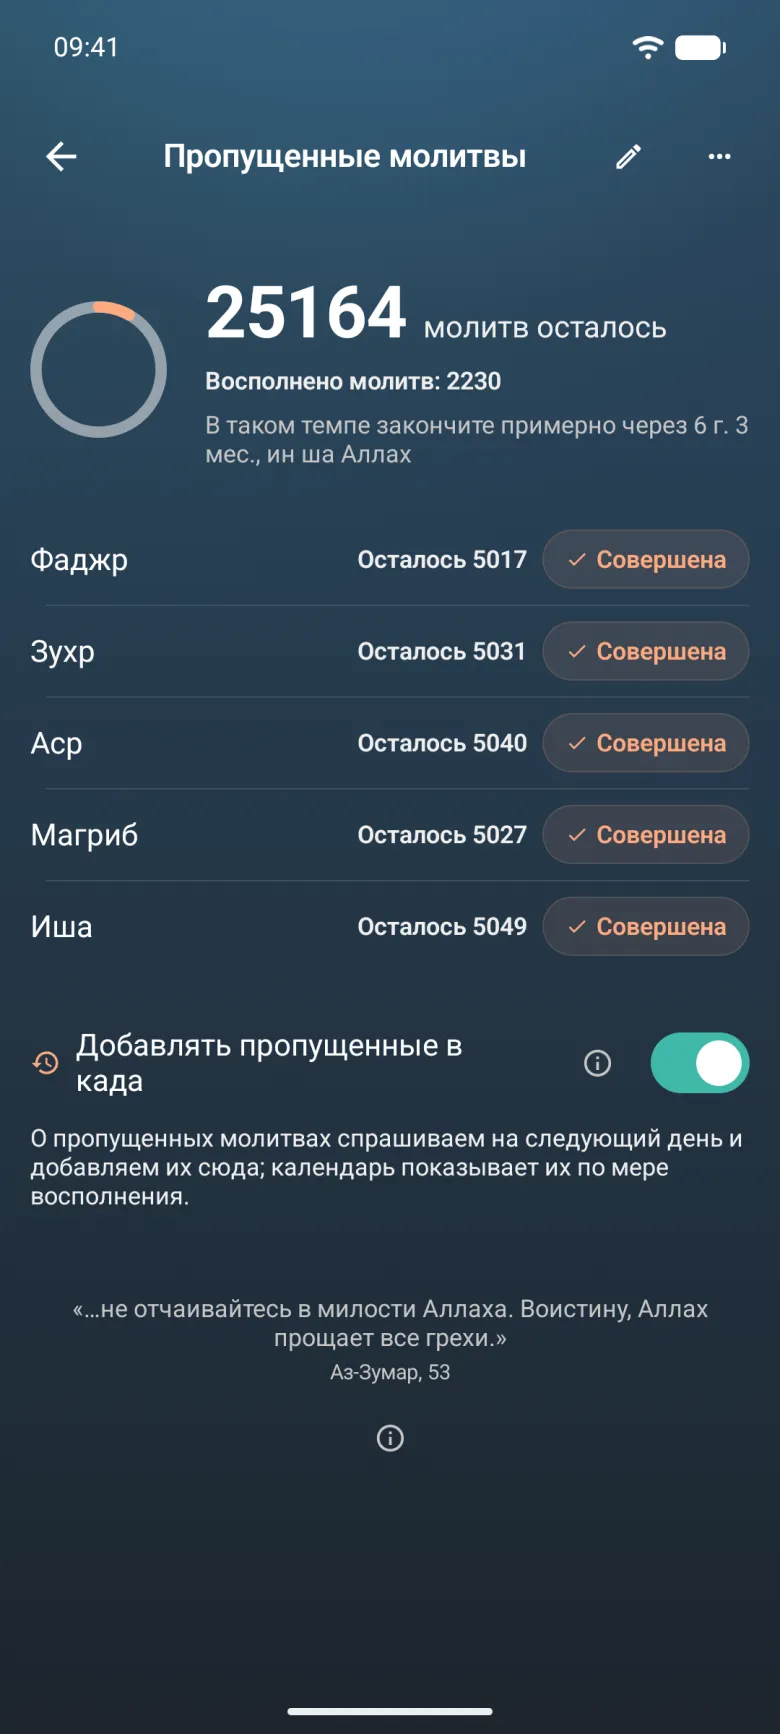 09:41
Пропущенные молитвы
25164 молитв осталось
Восполнено молитв: 2230
В таком темпе закончите примерно через 6 г. 3
мес., ин ша Аллах
Фаджр Осталось 5017 Совершена
Зухр Осталось 5031 Совершена
Аср Осталось 5040 Совершена
Магриб Осталось 5027 Совершена
Иша Осталось 5049 Совершена
Добавлять пропущенные в
када
О пропущенных молитвах спрашиваем на следующий день и
добавляем их сюда; календарь показывает их по мере
восполнения.
«…не отчаивайтесь в милости Аллаха. Воистину, Аллах
прощает все грехи.»
Аз-Зумар, 53